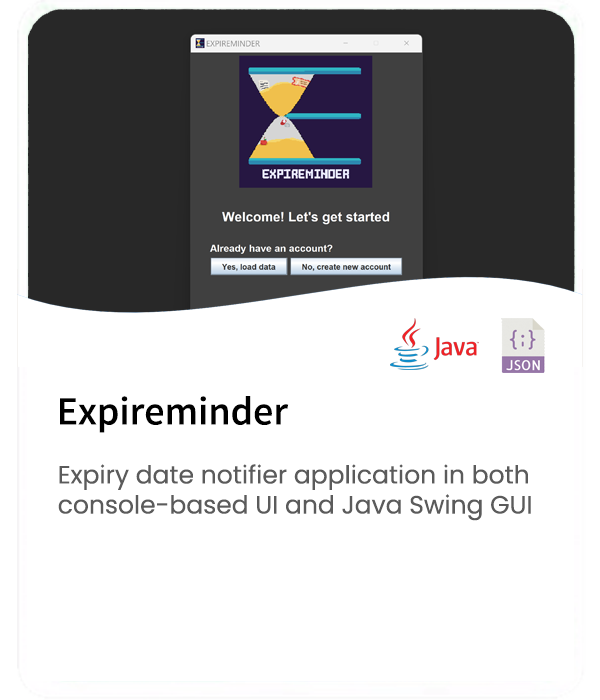 EXPIREMINDER
EXPIREMINDER
Welcome! Let's get started
Already have an account?
Yes, load data
No, create new account
Java
{;}
JSON
Expireminder
Expiry date notifier application in both
console-based UI and Java Swing GUI